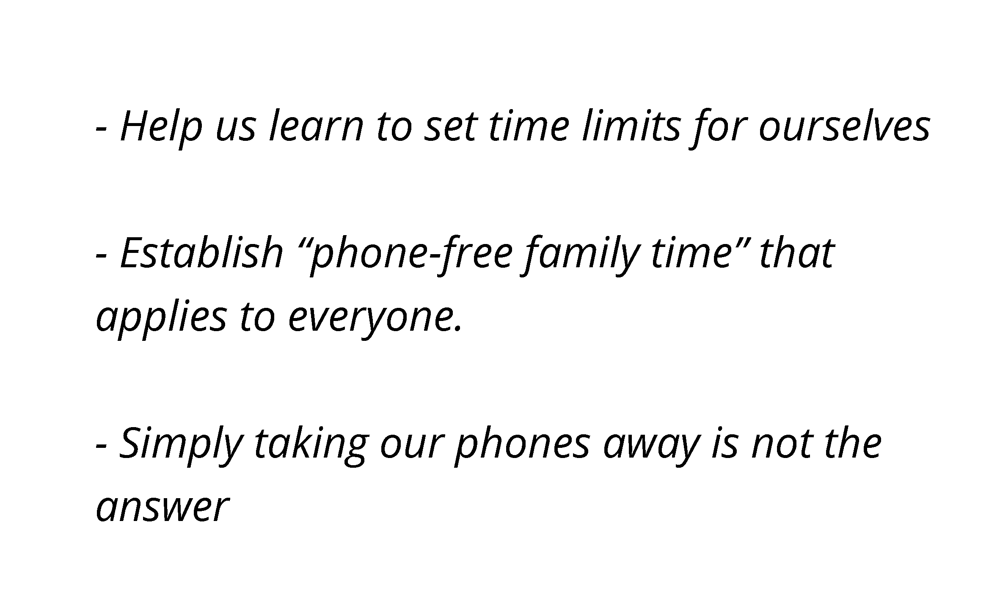 - Help us learn to set time limits for ourselves
- Establish “phone-free family time” that
applies to everyone.
- Simply taking our phones away is not the
answer